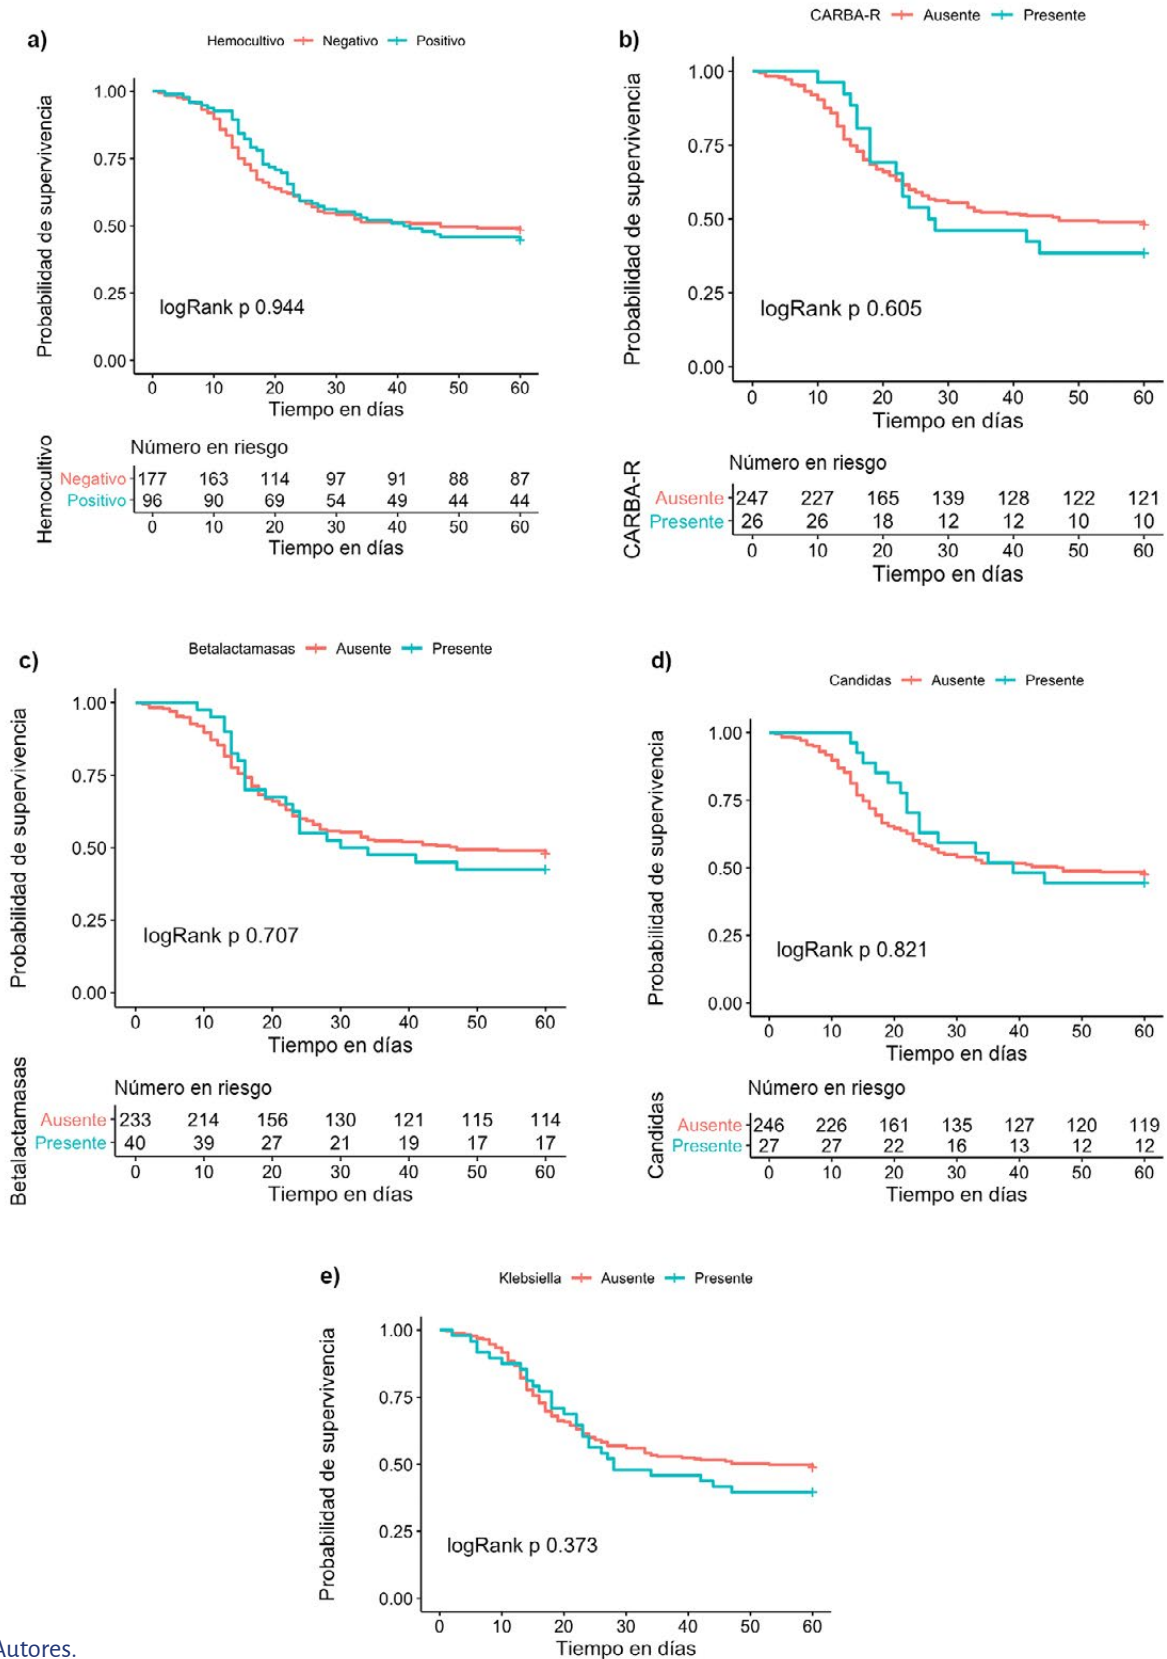 a)
Hemocultivo Negativo Positivo
Probabilidad de supervivencia
1.00
0.75
0.50
0.25
0.00
logRank p 0.944
0 10 20 30 40 50 60
Tiempo en días
Hemocultivo
Número en riesgo
Negativo 177 163 114 97 91 88 87
Positivo 96 90 69 54 49 44 44
0 10 20 30 40 50 60
Tiempo en días
b)
CARBA-R Ausente Presente
Probabilidad de supervivencia
1.00
0.75
0.50
0.25
0.00
logRank p 0.605
0 10 20 30 40 50 60
Tiempo en días
CARBA-R
Número en riesgo
Ausente 247 227 165 139 128 122 121
Presente 26 26 18 12 12 10 10
0 10 20 30 40 50 60
Tiempo en días
c)
Betalactamasas Ausente Presente
Probabilidad de supervivencia
1.00
0.75
0.50
0.25
0.00
logRank p 0.707
0 10 20 30 40 50 60
Tiempo en días
Betalactamasas
Número en riesgo
Ausente 233 214 156 130 121 115 114
Presente 40 39 27 21 19 17 17
0 10 20 30 40 50 60
Tiempo en días
d)
Candidas Ausente Presente
Probabilidad de supervivencia
1.00
0.75
0.50
0.25
0.00
logRank p 0.821
0 10 20 30 40 50 60
Tiempo en días
Candidas
Número en riesgo
Ausente 246 226 161 135 127 120 119
Presente 27 27 22 16 13 12 12
0 10 20 30 40 50 60
Tiempo en días
e)
Klebsiella Ausente Presente
Probabilidad de supervivencia
1.00
0.75
0.50
0.25
0.00
logRank p 0.373
0 10 20 30 40 50 60
Tiempo en días
Autores.